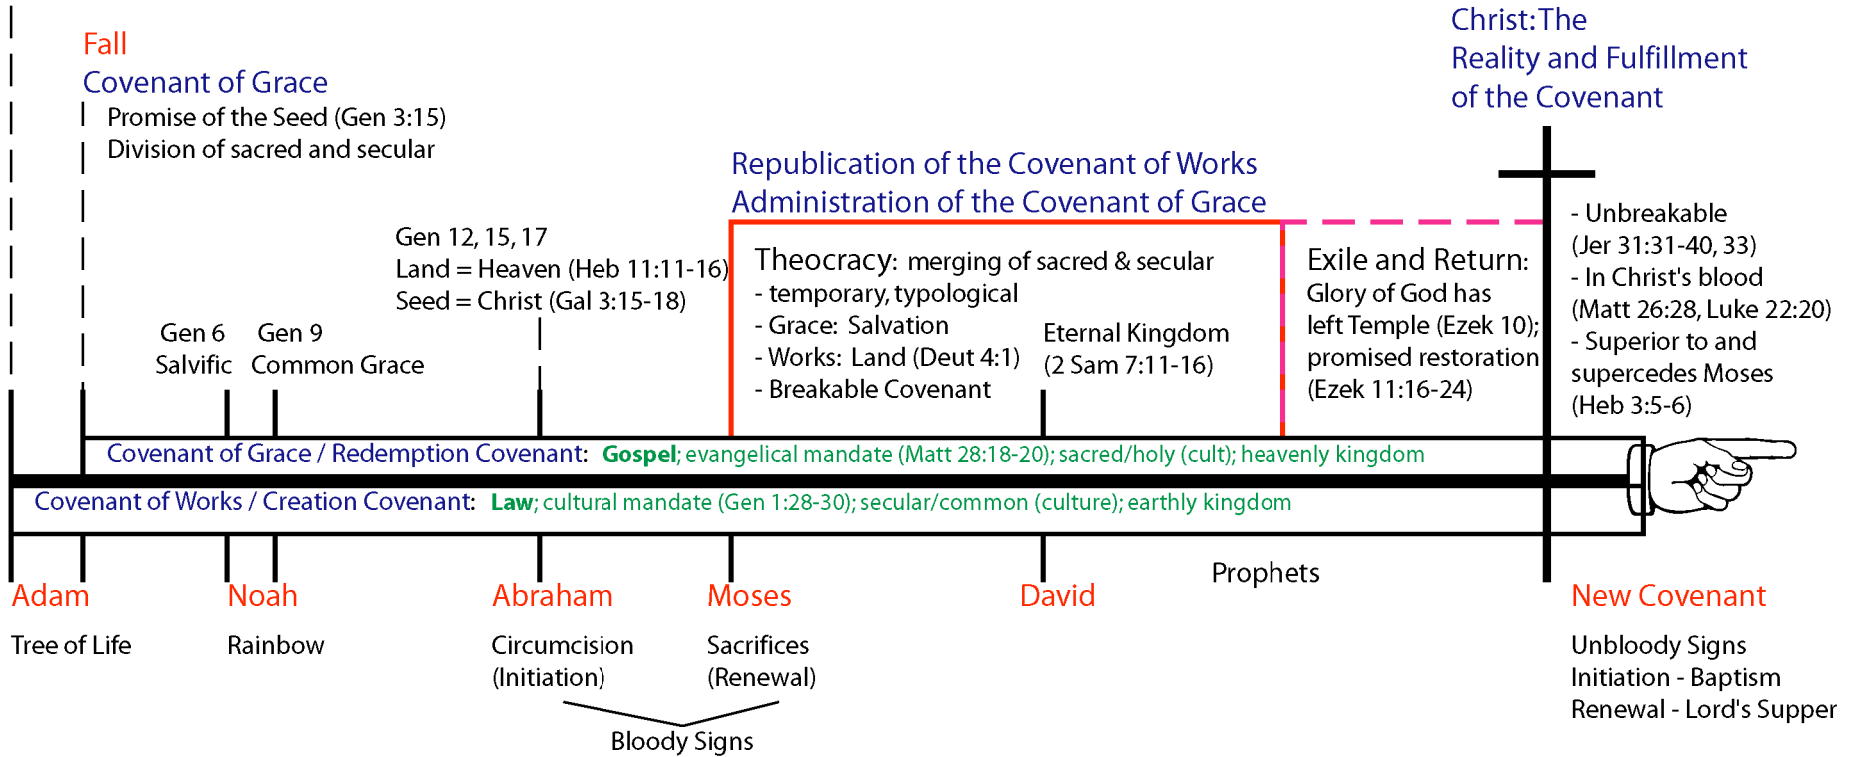 Fall
Covenant of Grace
Promise of the Seed (Gen 3:15)
Division of sacred and secular
Gen 6
Salvific
Gen 9
Common Grace
Gen 12, 15, 17
Land = Heaven (Heb 11:11-16)
Seed = Christ (Gal 3:15-18)
Republication of the Covenant of Works
Administration of the Covenant of Grace
Theocracy: merging of sacred & secular
- temporary, typological
- Grace: Salvation
- Works: Land (Deut 4:1)
- Breakable Covenant
Eternal Kingdom
(2 Sam 7:11-16)
Exile and Return:
Glory of God has
left Temple (Ezek 10);
promised restoration
(Ezek 11:16-24)
Christ: The
Reality and Fulfillment
of the Covenant
- Unbreakable
(Jer 31:31-40, 33)
- In Christ's blood
(Matt 26:28, Luke 22:20)
- Superior to and
supercedes Moses
(Heb 3:5-6)
Covenant of Grace / Redemption Covenant: Gospel; evangelical mandate (Matt 28:18-20); sacred/holy (cult); heavenly kingdom
Covenant of Works / Creation Covenant: Law; cultural mandate (Gen 1:28-30); secular/common (culture); earthly kingdom
Adam
Tree of Life
Noah
Rainbow
Abraham
Circumcision
(Initiation)
Moses
Sacrifices
(Renewal)
Bloody Signs
David
Prophets
New Covenant
Unbloody Signs
Initiation - Baptism
Renewal - Lord's Supper